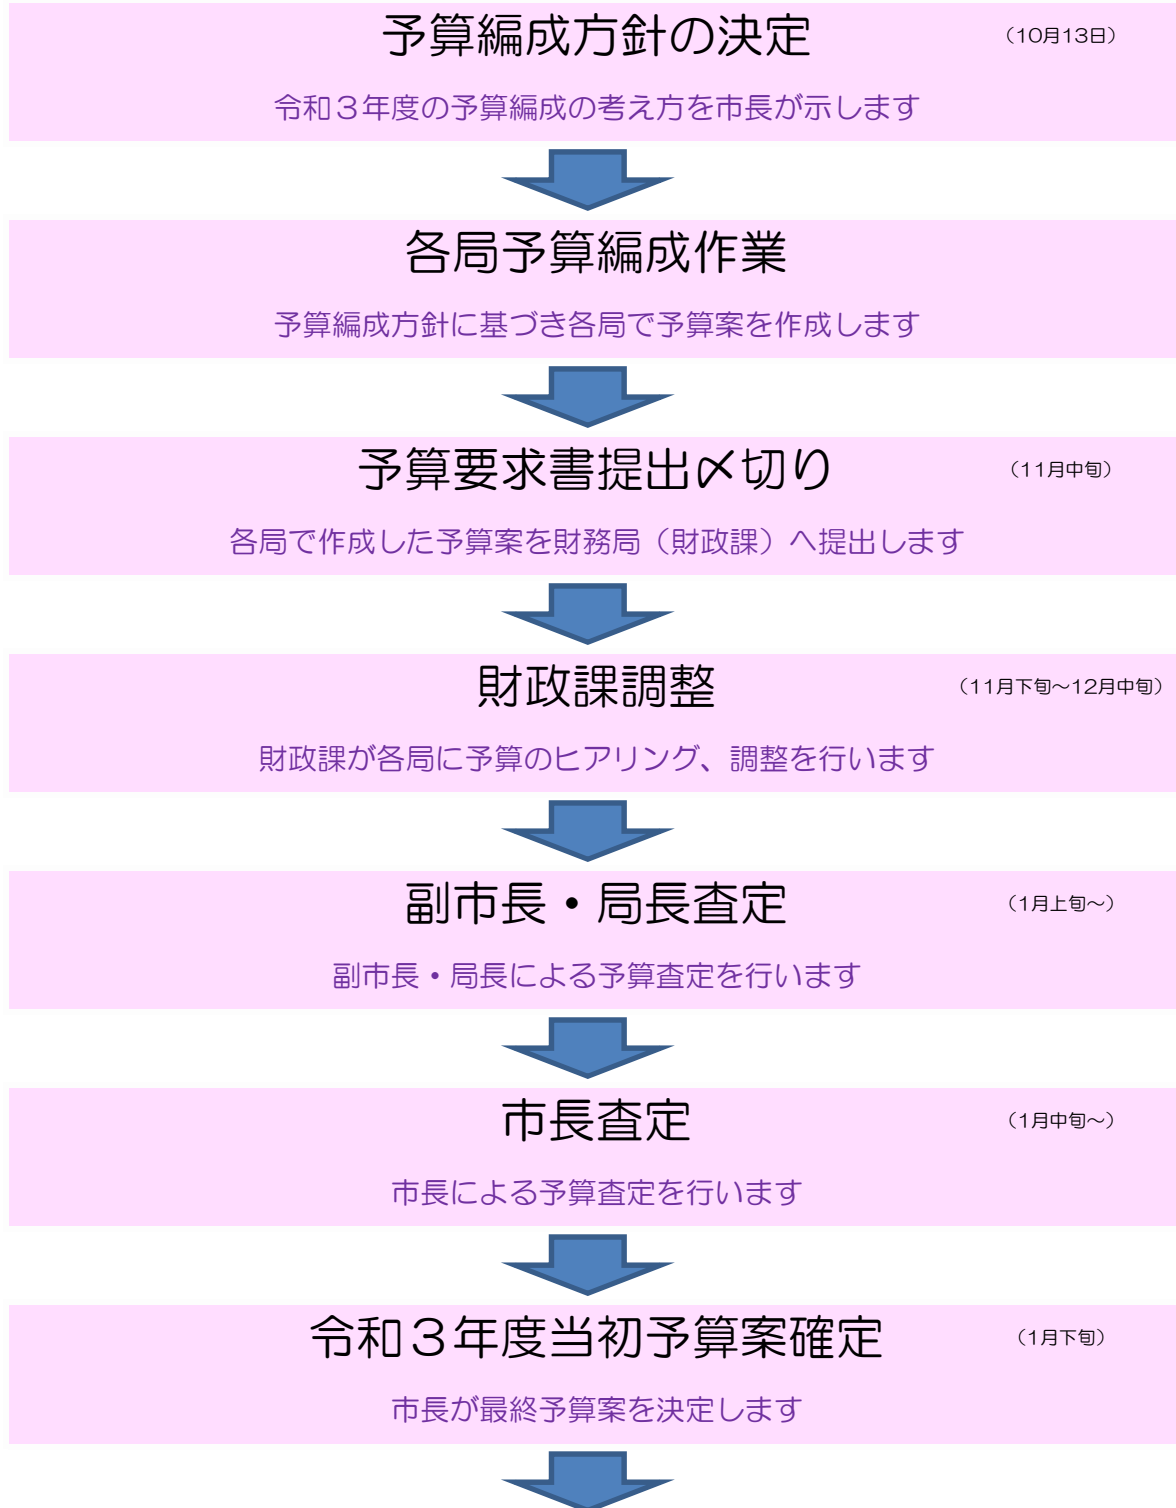 予算編成方針の決定 （10月13日）
令和３年度の予算編成の考え方を市長が示します
各局予算編成作業
予算編成方針に基づき各局で予算案を作成します
予算要求書提出〆切り （11月中旬）
各局で作成した予算案を財務局（財政課）へ提出します
財政課調整 （11月下旬～12月中旬）
財政課が各局に予算のヒアリング、調整を行います
副市長・局長査定 （1月上旬～）
副市長・局長による予算査定を行います
市長査定 （1月中旬～）
市長による予算査定を行います
令和３年度当初予算案確定 （1月下旬）
市長が最終予算案を決定します